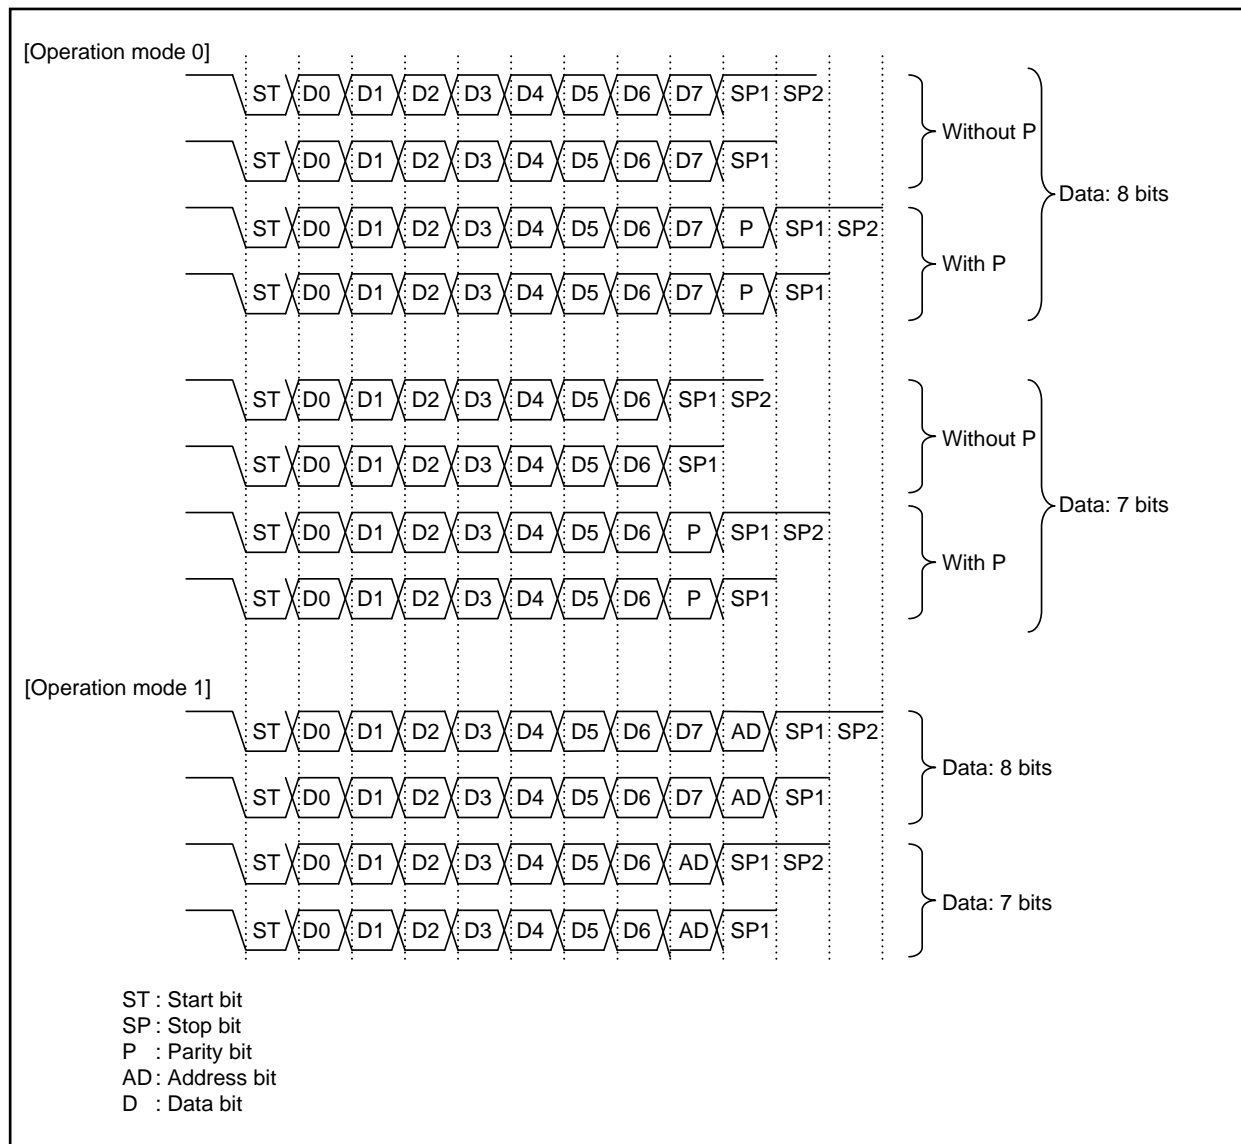 [Operation mode 0]
ST D0 D1 D2 D3 D4 D5 D6 D7 SP1 SP2
ST D0 D1 D2 D3 D4 D5 D6 D7 SP1
Without P
ST D0 D1 D2 D3 D4 D5 D6 D7 P SP1 SP2
ST D0 D1 D2 D3 D4 D5 D6 D7 P SP1
With P
Data: 8 bits
ST D0 D1 D2 D3 D4 D5 D6 SP1 SP2
ST D0 D1 D2 D3 D4 D5 D6 SP1
Without P
ST D0 D1 D2 D3 D4 D5 D6 P SP1 SP2
ST D0 D1 D2 D3 D4 D5 D6 P SP1
With P
Data: 7 bits
[Operation mode 1]
ST D0 D1 D2 D3 D4 D5 D6 D7 AD SP1 SP2
ST D0 D1 D2 D3 D4 D5 D6 D7 AD SP1
Data: 8 bits
ST D0 D1 D2 D3 D4 D5 D6 AD SP1 SP2
ST D0 D1 D2 D3 D4 D5 D6 AD SP1
Data: 7 bits
ST : Start bit
SP : Stop bit
P : Parity bit
AD : Address bit
D : Data bit